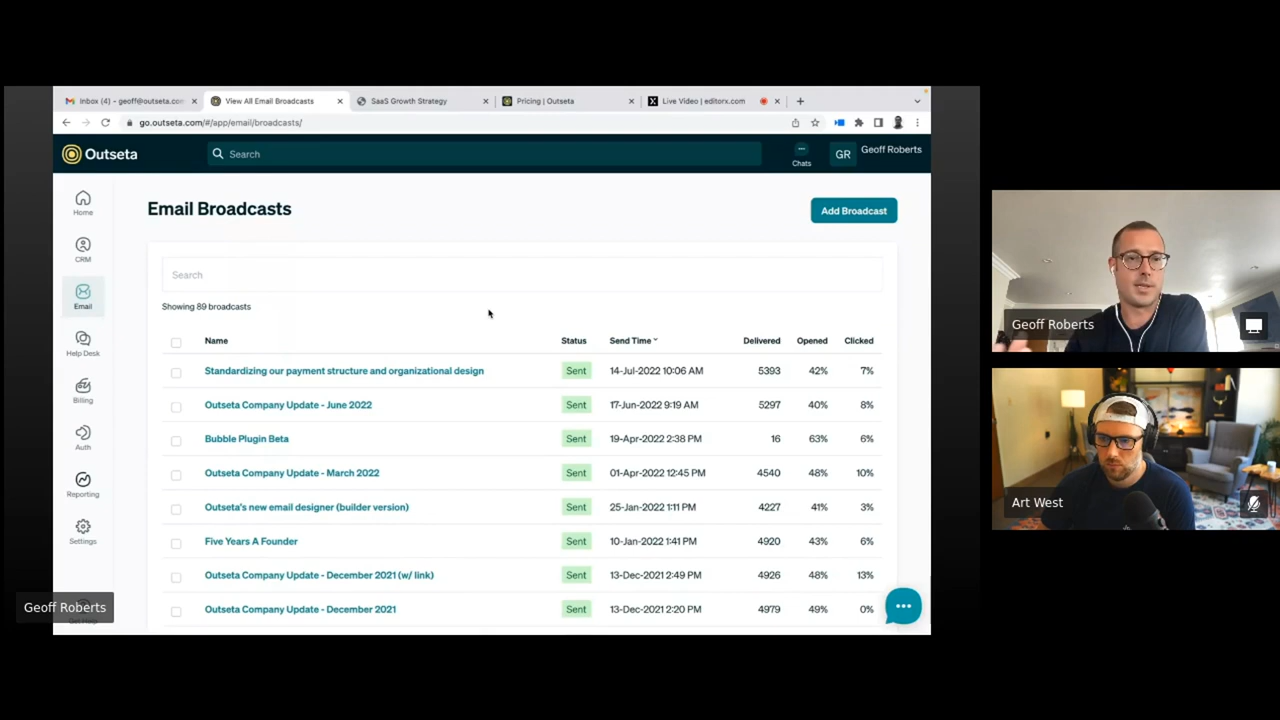 Inbox (4) - geoff@outseta.con
View All Email Broadcasts
SaaS Growth Strategy
Pricing | Outseta
Live Video | editorx.com
go.outseta.com/#/app/email/broadcasts/
Outseta
Search
Chats
GR
Geoff Roberts
Home
CRM
Email
Help Desk
Billing
Auth
Reporting
Settings
Email Broadcasts
Add Broadcast
Search
Showing 89 broadcasts
Name Status Send Time Delivered Opened Clicked
Standardizing our payment structure and organizational design Sent 14-Jul-2022 10:06 AM 5393 42% 7%
Outseta Company Update - June 2022 Sent 17-Jun-2022 9:19 AM 5297 40% 8%
Bubble Plugin Beta Sent 19-Apr-2022 2:38 PM 16 63% 6%
Outseta Company Update - March 2022 Sent 01-Apr-2022 12:45 PM 4540 48% 10%
Outseta's new email designer (builder version) Sent 25-Jan-2022 1:11 PM 4227 41% 3%
Five Years A Founder Sent 10-Jan-2022 1:41 PM 4920 43% 6%
Outseta Company Update - December 2021 (w/ link) Sent 13-Dec-2021 2:49 PM 4926 48% 13%
Outseta Company Update - December 2021 Sent 13-Dec-2021 2:20 PM 4979 49% 0%
Geoff Roberts
Geoff Roberts
Art West